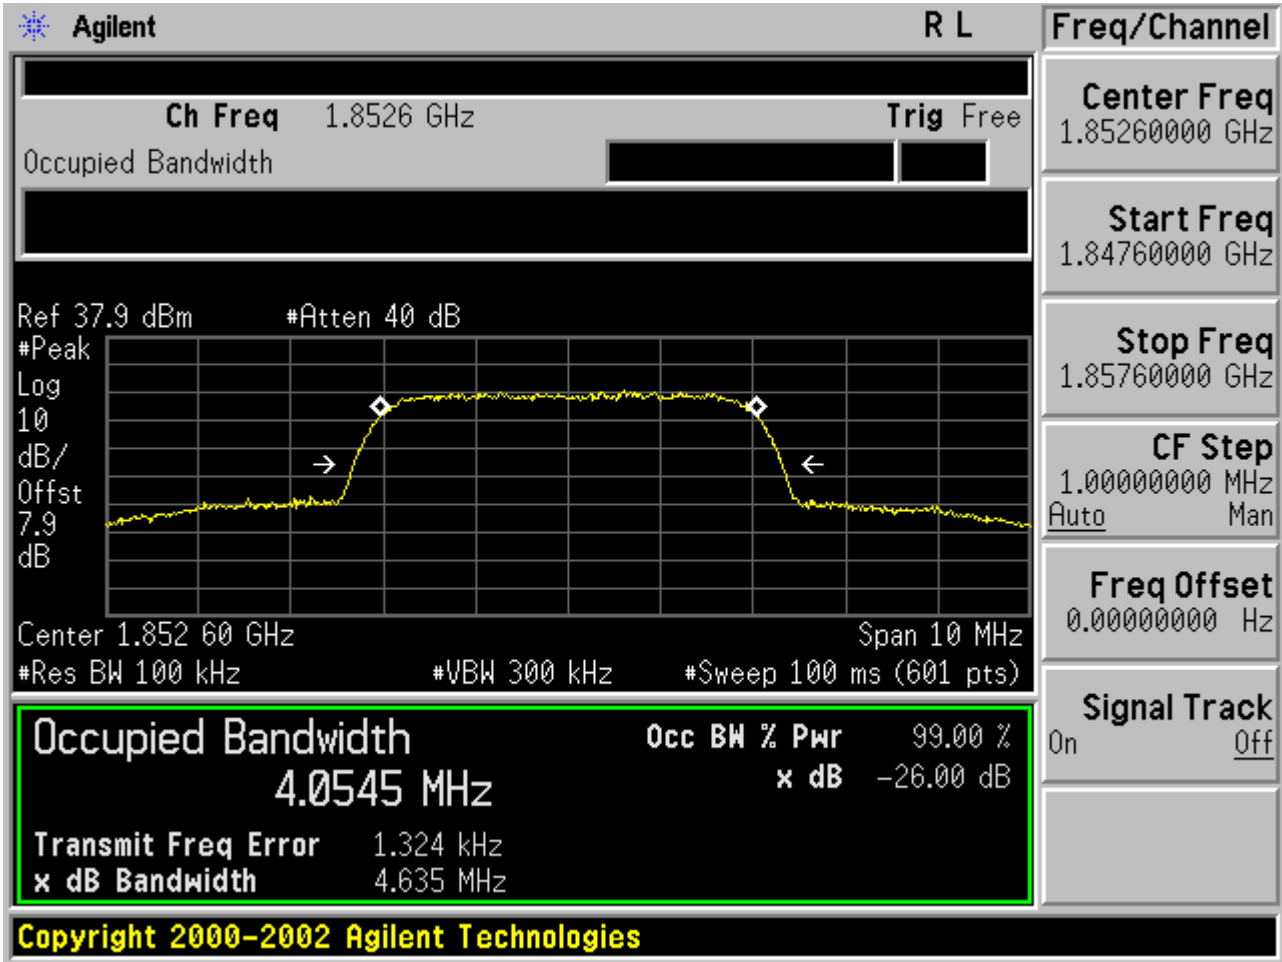 Agilent R L Freq/Channel
Ch Freq 1.8526 GHz Trig Free
Occupied Bandwidth
Center Freq
1.85260000 GHz
Start Freq
1.84760000 GHz
Stop Freq
1.85760000 GHz
CF Step
1.00000000 MHz
Auto Man
Freq Offset
0.00000000 Hz
Signal Track
On Off
Ref 37.9 dBm #Atten 40 dB
#Peak
Log
10
dB/
Offst
7.9
dB
Center 1.852 60 GHz Span 10 MHz
#Res BW 100 kHz #VBW 300 kHz #Sweep 100 ms (601 pts)
Occupied Bandwidth Occ BW % Pwr 99.00 %
4.0545 MHz x dB -26.00 dB
Transmit Freq Error 1.324 kHz
x dB Bandwidth 4.635 MHz
Copyright 2000-2002 Agilent Technologies